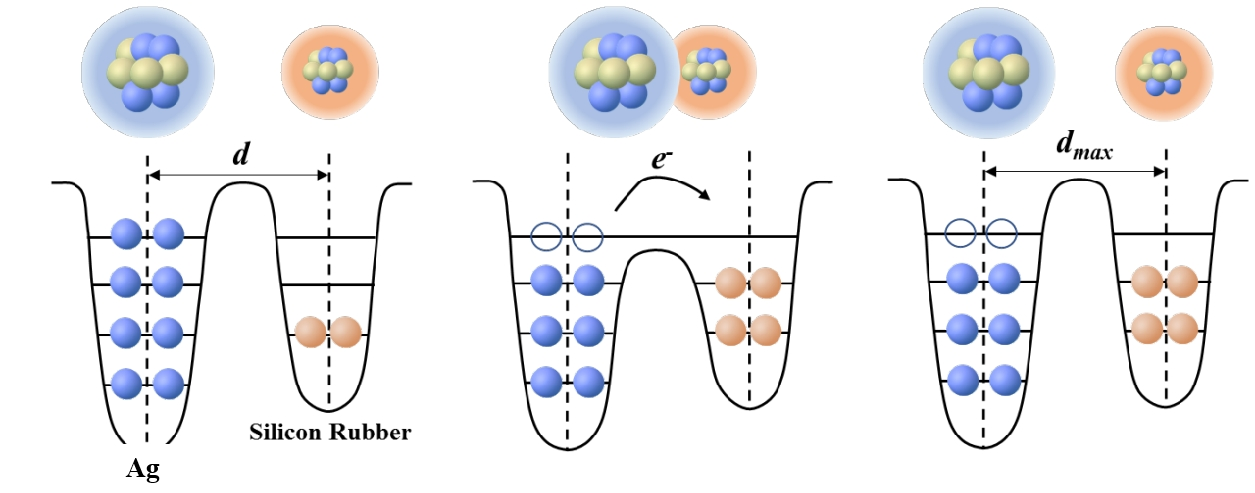 d
e-
dmax
Silicon Rubber
Ag